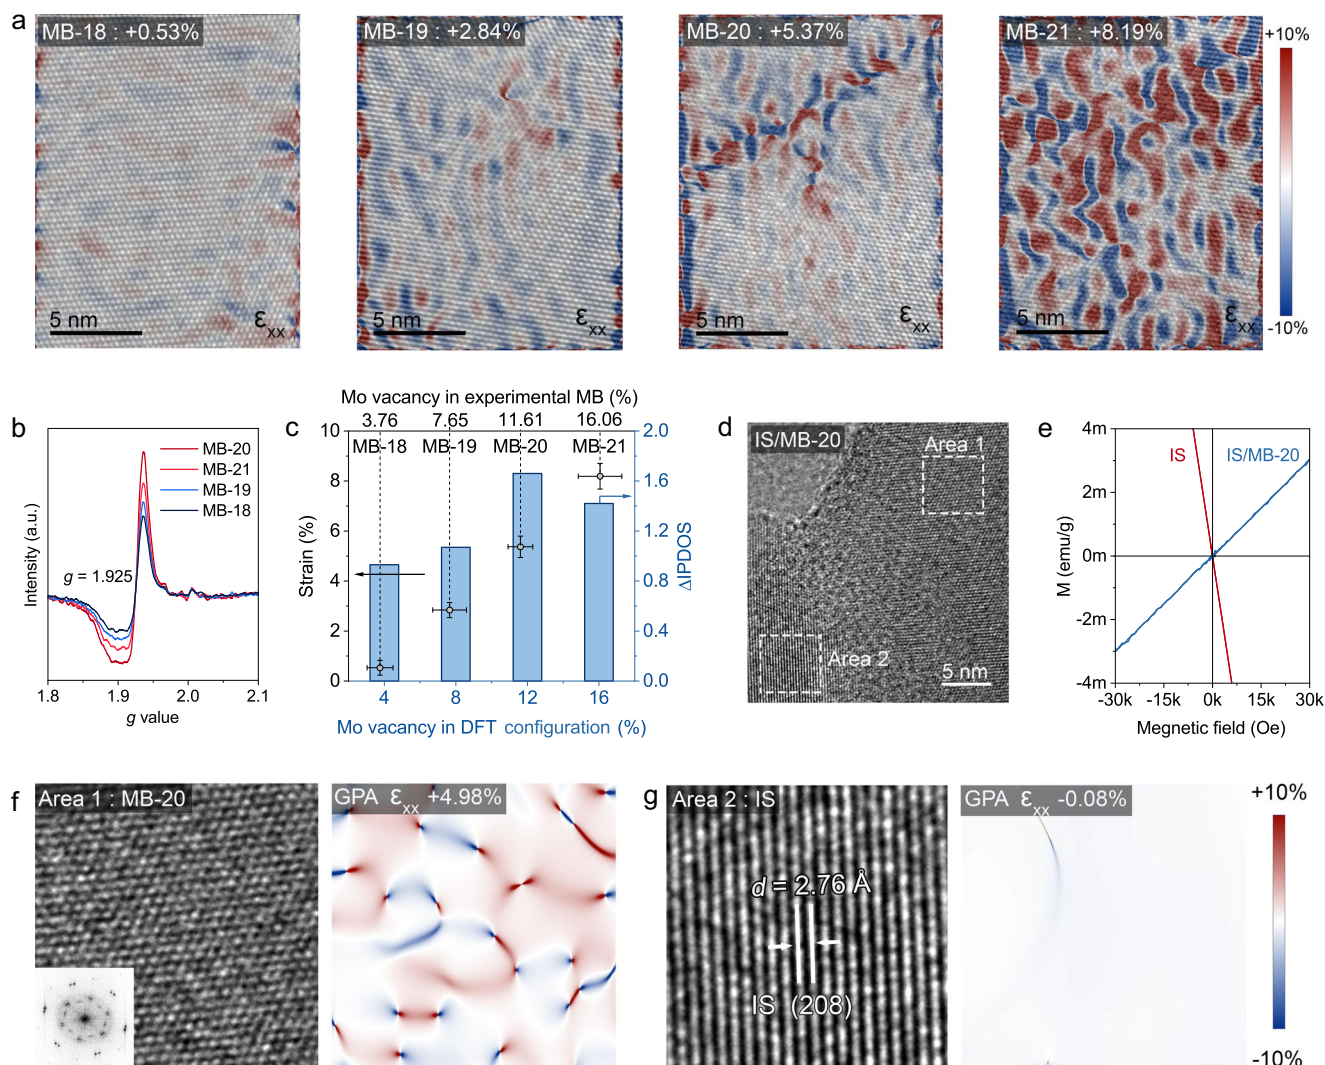 a
MB-18 : +0.53%
MB-19 : +2.84%
MB-20 : +5.37%
MB-21 : +8.19%
+10%
-10%
5 nm
εxx
5 nm
εxx
5 nm
εxx
5 nm
εxx
b
MB-20
MB-21
MB-19
MB-18
g = 1.925
Intensity (a.u.)
1.8 1.9 2.0 2.1
g value
c
Mo vacancy in experimental MB (%)
3.76 7.65 11.61 16.06
MB-18 MB-19 MB-20 MB-21
10
8
6
4
2
0
Strain (%)
2.0
1.6
1.2
0.8
0.4
0.0
ΔIPDOS
4 8 12 16
Mo vacancy in DFT configuration (%)
d
IS/MB-20
Area 1
Area 2
5 nm
e
IS
IS/MB-20
4m
2m
0m
-2m
-4m
M (emu/g)
-30k -15k 0k 15k 30k
Megnetic field (Oe)
f
Area 1 : MB-20
GPA εxx +4.98%
g
Area 2 : IS
d = 2.76 Å
IS (208)
GPA εxx -0.08%
+10%
-10%